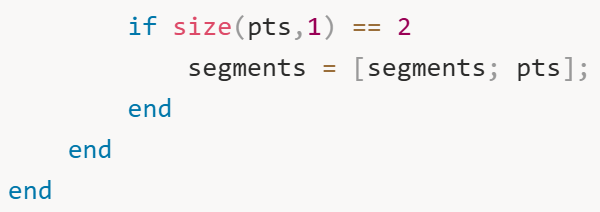 if size(pts,1) == 2
segments = [segments; pts];
end
end
end